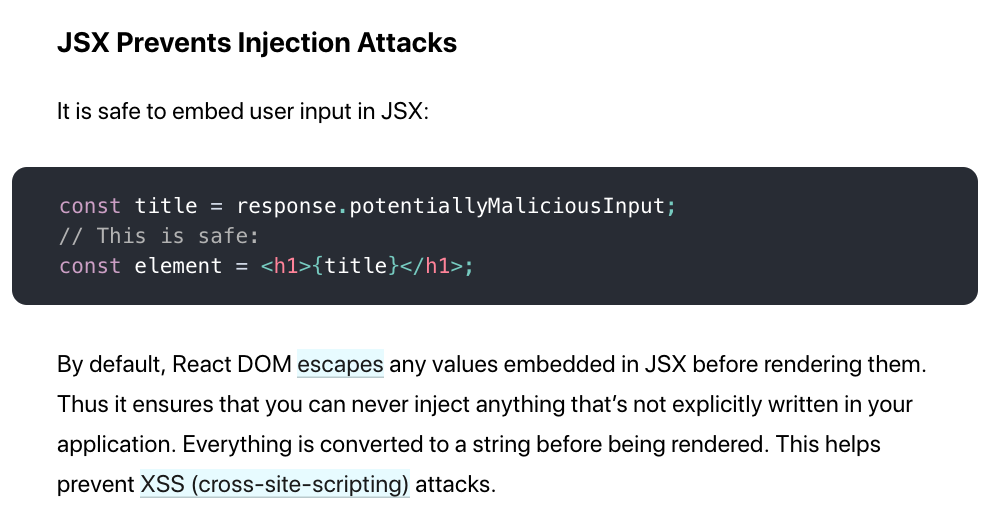 JSX Prevents Injection Attacks
It is safe to embed user input in JSX:
const title = response.potentiallyMaliciousInput;
// This is safe:
const element = <h1>{title}</h1>;
By default, React DOM escapes any values embedded in JSX before rendering them.
Thus it ensures that you can never inject anything that’s not explicitly written in your
application. Everything is converted to a string before being rendered. This helps
prevent XSS (cross-site-scripting) attacks.